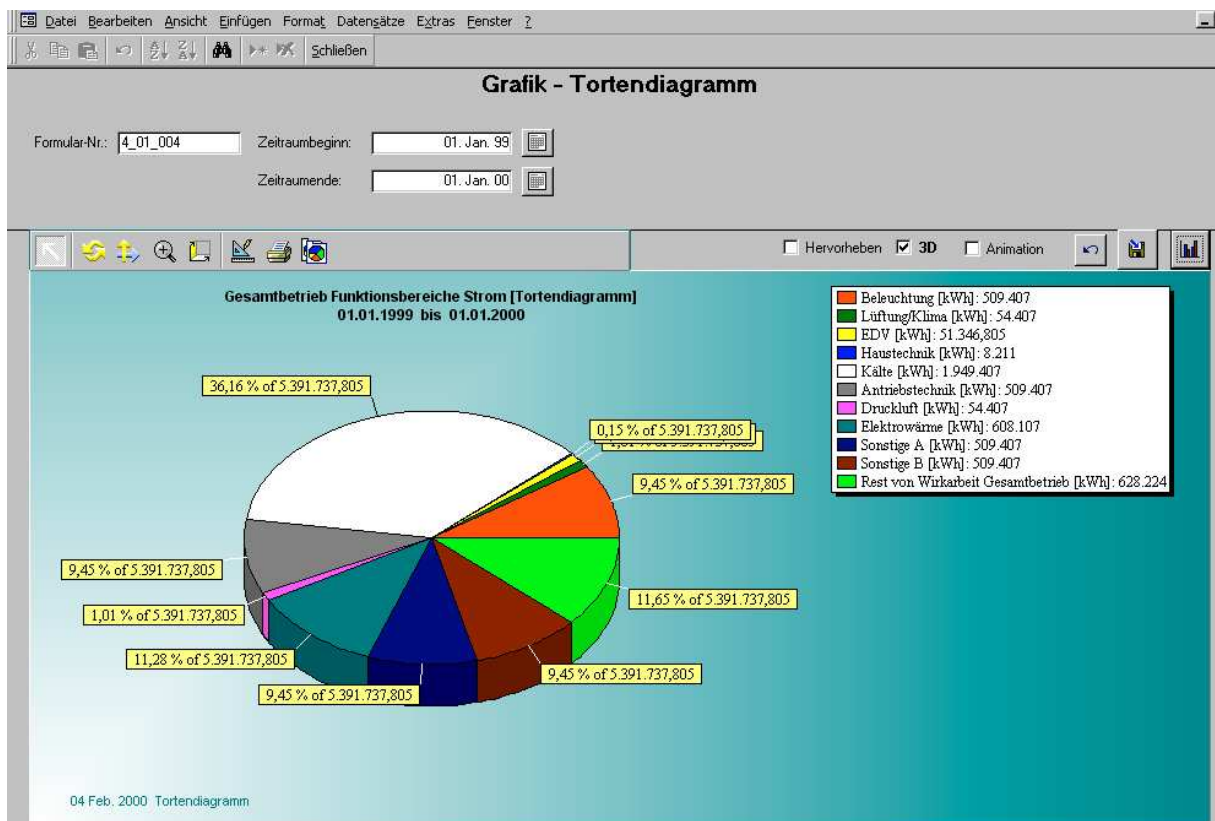 Datei Bearbeiten Ansicht Einfügen Format Datensätze Extras Fenster ?
Schließen
Grafik - Tortendiagramm
Formular-Nr.: 4_01_004 Zeitraumbeginn: 01. Jan. 99
Zeitraumende: 01. Jan. 00
Hervorheben 3D Animation
Gesamtbetrieb Funktionsbereiche Strom [Tortendiagramm]
01.01.1999 bis 01.01.2000
Beleuchtung [kWh]: 509.407
Lüftung/Klima [kWh]: 54.407
EDV [kWh]: 51.346,805
Haustechnik [kWh]: 8.211
Kälte [kWh]: 1.949.407
Antriebstechnik [kWh]: 509.407
Druckluft [kWh]: 54.407
Elektrowärme [kWh]: 608.107
Sonstige A [kWh]: 509.407
Sonstige B [kWh]: 509.407
Rest von Wirkarbeit Gesamtbetrieb [kWh]: 628.224
36,16 % of 5.391.737,805
0,15 % of 5.391.737,805
9,45 % of 5.391.737,805
9,45 % of 5.391.737,805
11,65 % of 5.391.737,805
1,01 % of 5.391.737,805
11,28 % of 5.391.737,805
9,45 % of 5.391.737,805
9,45 % of 5.391.737,805
04 Feb. 2000 Tortendiagramm